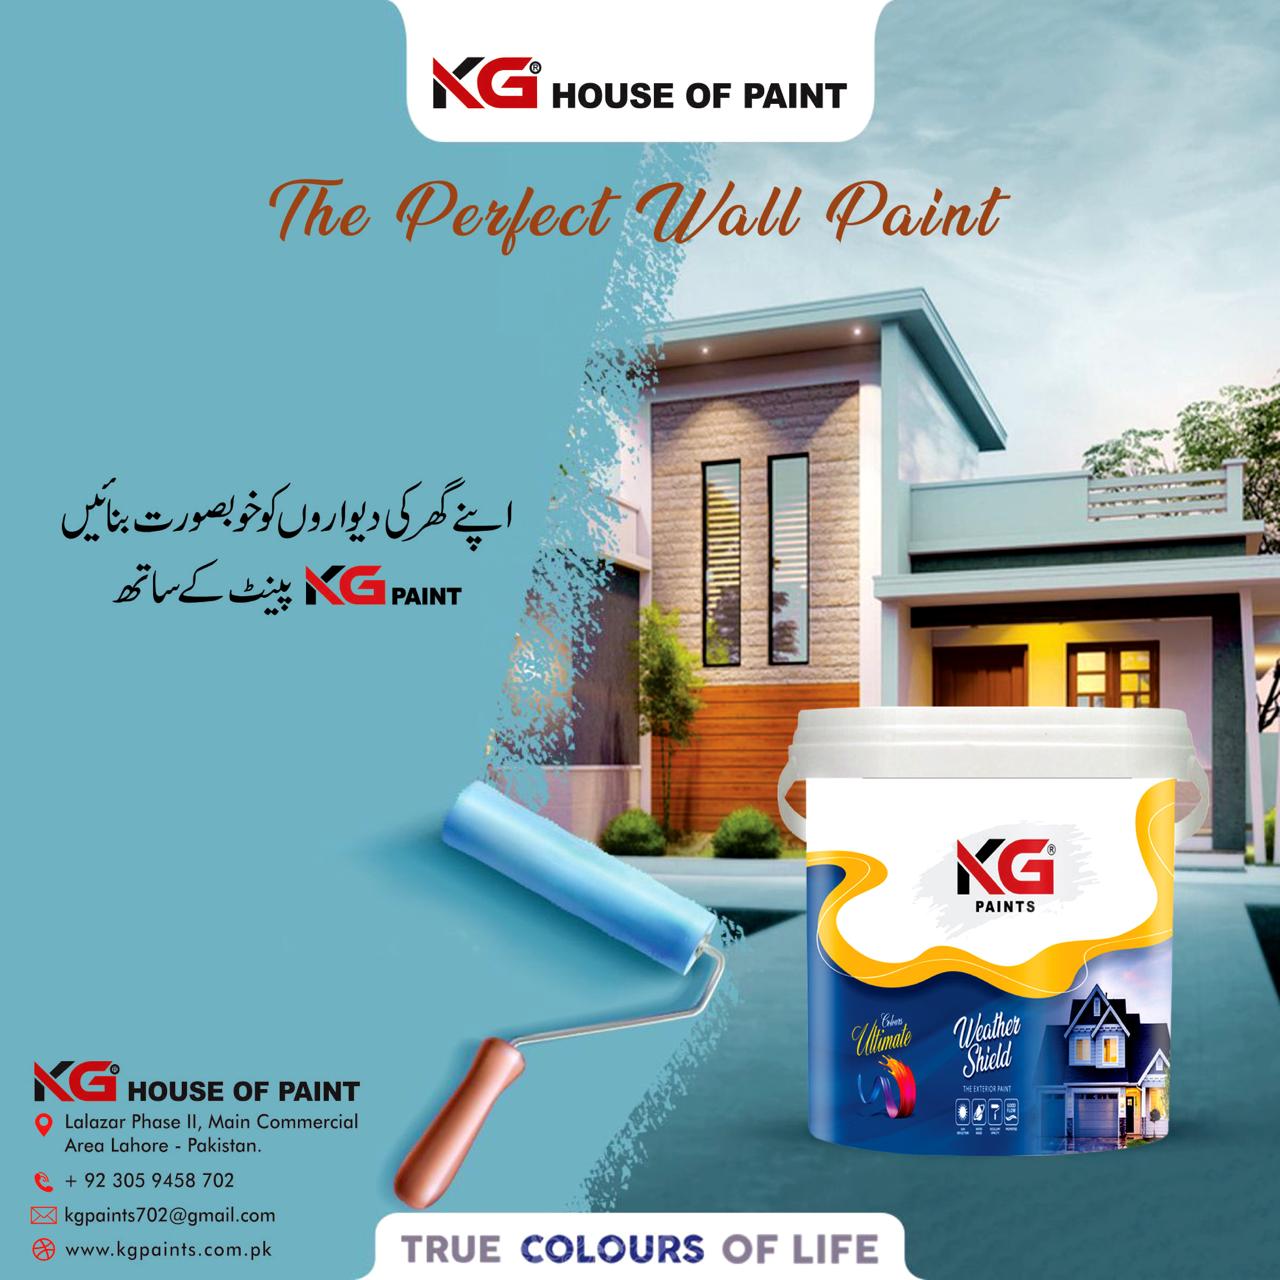 KG® HOUSE OF PAINT
The Perfect Wall Paint
اپنے گھر کی دیواروں کو خوبصورت بنائیں
KG PAINT پینٹ کے ساتھ
KG®
PAINTS
Colours
Ultimate
Weather
Shield
THE EXTERIOR PAINT
KG® HOUSE OF PAINT
Lalazar Phase II, Main Commercial
Area Lahore - Pakistan.
+ 92 305 9458 702
kgpaints702@gmail.com
www.kgpaints.com.pk
TRUE COLOURS OF LIFE